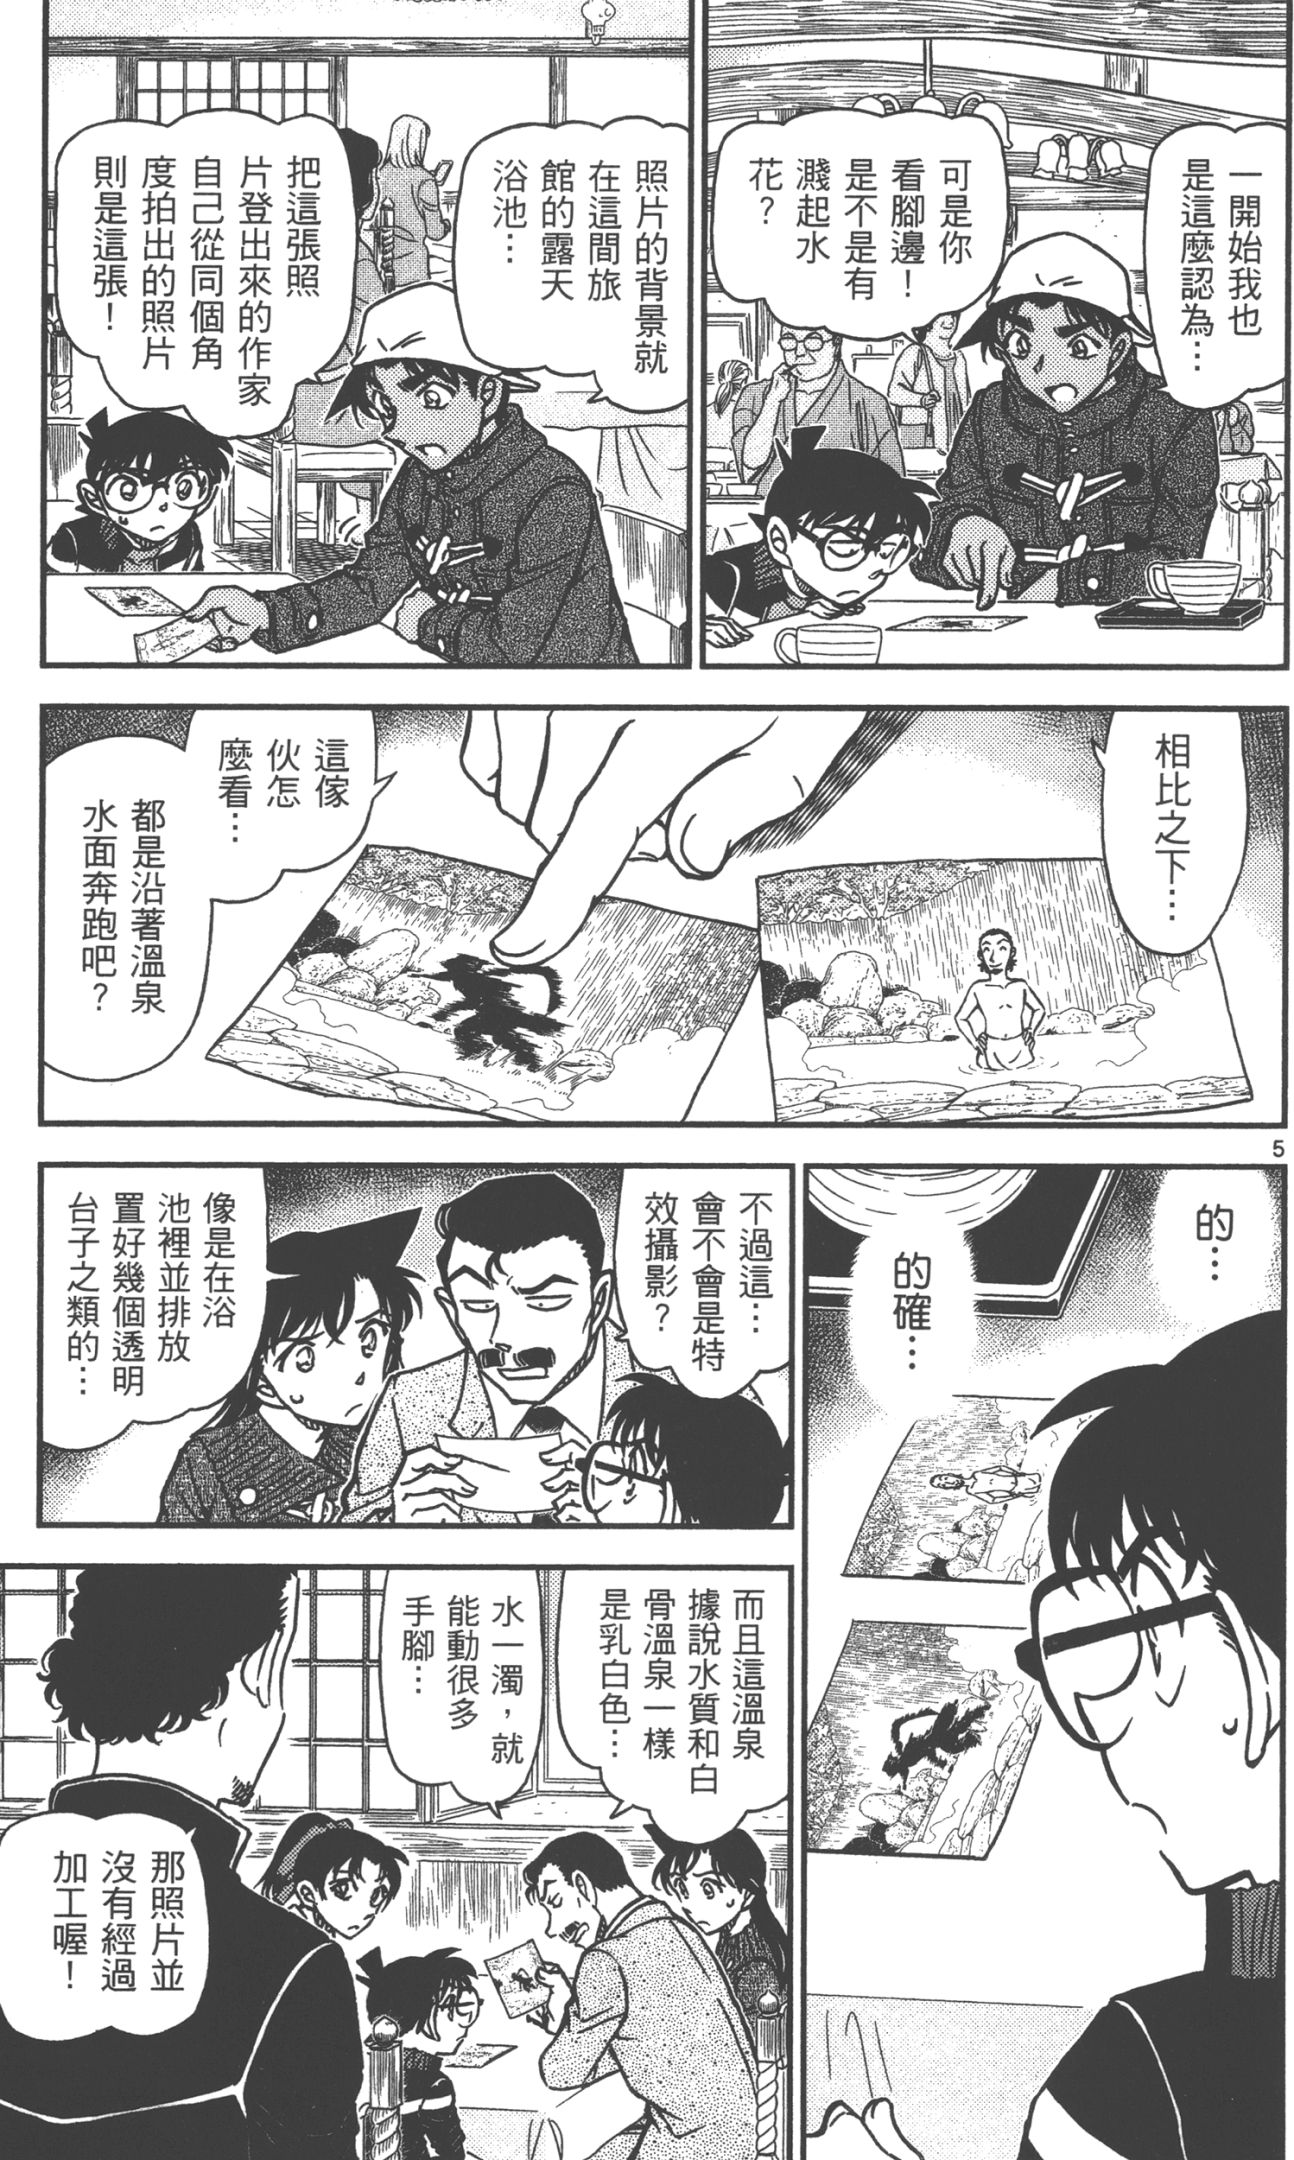 一開始我也
是這麼認為…
可是你
看腳邊！
是不是有
濺起水
花？
照片的背景就
在這間旅
館的露天
浴池…
把這張照
片登出來的作家
自己從同個角
度拍出的照片
則是這張！
相比之下…
這傢
伙怎
麼看…
都是沿著溫泉
水面奔跑吧？
5
的…
的確…
不過這…
會不會是特
效攝影？
像是在浴
池裡並排放
置好幾個透明
台子之類的…
而且這溫泉
據說水質和白
骨溫泉一樣
是乳白色…
水一濁，就
能動很多
手腳…
那照片並
沒有經過
加工喔！